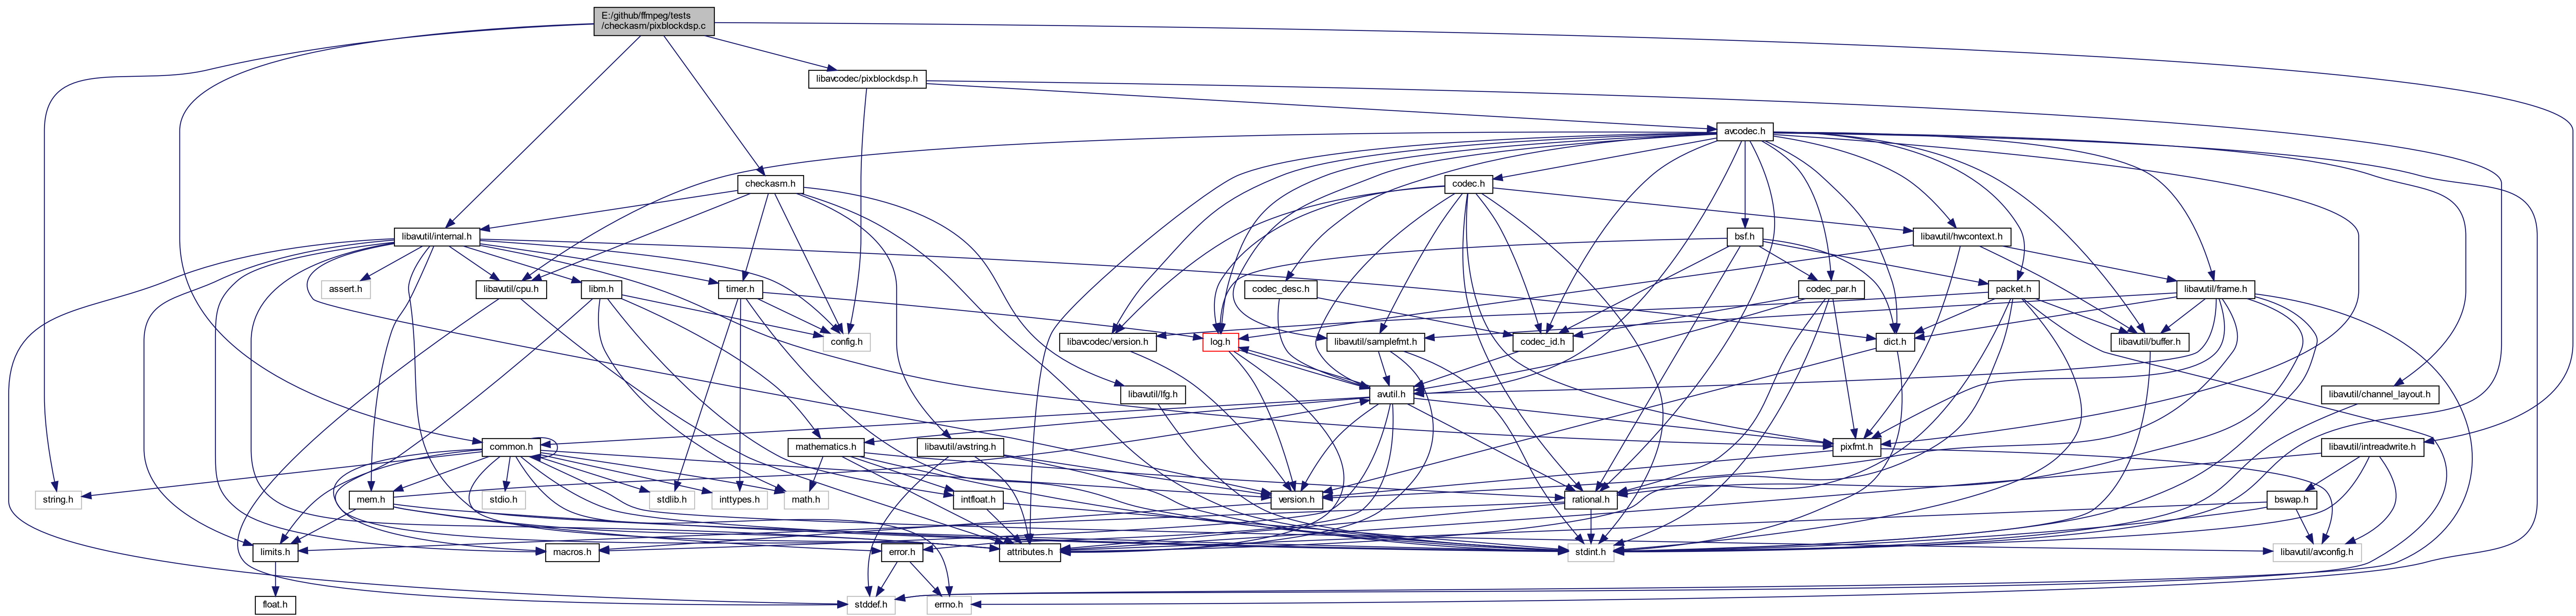 E:/github/ffmpeg/tests
/checkasm/pixblockdsp.c
libavcodec/pixblockdsp.h
avcodec.h
checkasm.h
codec.h
libavutil/internal.h
bsf.h
libavutil/hwcontext.h
assert.h
libavutil/cpu.h
libm.h
timer.h
codec_desc.h
codec_par.h
packet.h
libavutil/frame.h
config.h
libavcodec/version.h
log.h
libavutil/samplefmt.h
codec_id.h
dict.h
libavutil/buffer.h
libavutil/lfg.h
avutil.h
libavutil/channel_layout.h
common.h
mathematics.h
libavutil/avstring.h
pixfmt.h
libavutil/intreadwrite.h
string.h
mem.h
stdio.h
stdlib.h
inttypes.h
math.h
intfloat.h
version.h
rational.h
bswap.h
limits.h
macros.h
error.h
attributes.h
stdint.h
libavutil/avconfig.h
float.h
stddef.h
errno.h